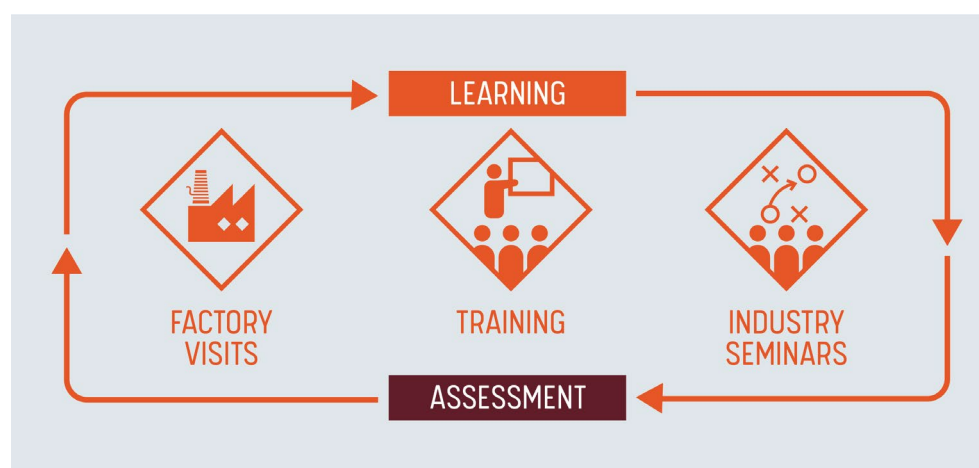 LEARNING
FACTORY
VISITS
TRAINING
INDUSTRY
SEMINARS
ASSESSMENT